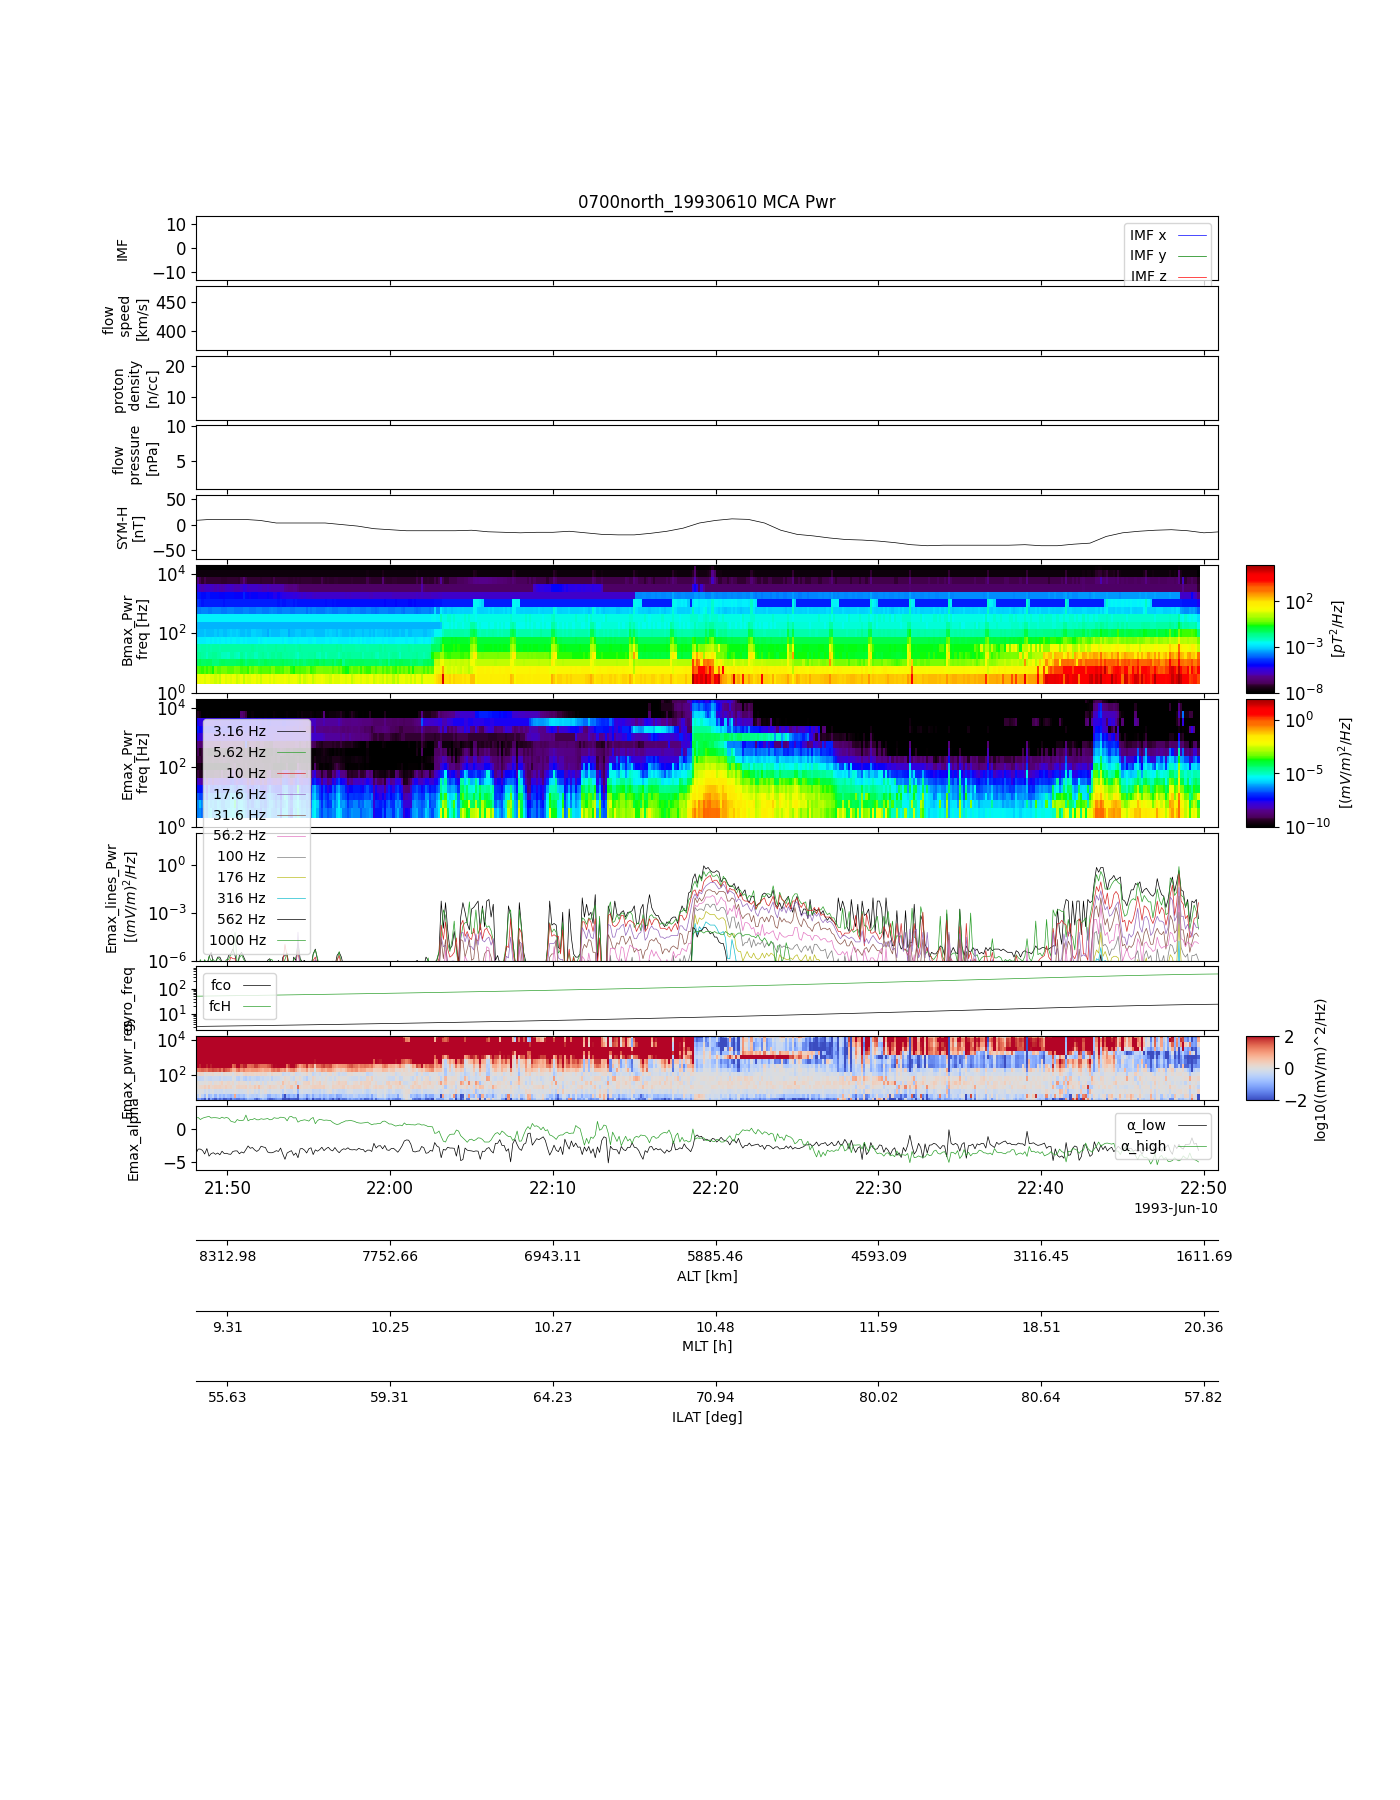 0700north_19930610 MCA Pwr
10
0
−10
IMF
IMF x
IMF y
IMF z
450
400
flow
speed
[km/s]
20
10
proton
density
[n/cc]
10
5
flow
pressure
[nPa]
50
0
−50
SYM-H
[nT]
10^4
10^2
10^0
Bmax_Pwr
freq [Hz]
10^2
10^−3
10^−8
[pT^2/Hz]
10^4
10^2
10^0
Emax_Pwr
freq [Hz]
10^0
10^−5
10^−10
[(mV/m)^2/Hz]
3.16 Hz
5.62 Hz
10 Hz
17.6 Hz
31.6 Hz
56.2 Hz
100 Hz
176 Hz
316 Hz
562 Hz
1000 Hz
10^0
10^−3
10^−6
Emax_lines_Pwr
[(mV/m)^2/Hz]
10^2
10^1
gyro_freq
fco
fcH
10^4
10^2
Emax_pwr_res
2
0
−2
log10((mV/m)^2/Hz)
0
−5
Emax_alpha
α_low
α_high
21:50 22:00 22:10 22:20 22:30 22:40 22:50
1993-Jun-10
8312.98 7752.66 6943.11 5885.46 4593.09 3116.45 1611.69
ALT [km]
9.31 10.25 10.27 10.48 11.59 18.51 20.36
MLT [h]
55.63 59.31 64.23 70.94 80.02 80.64 57.82
ILAT [deg]